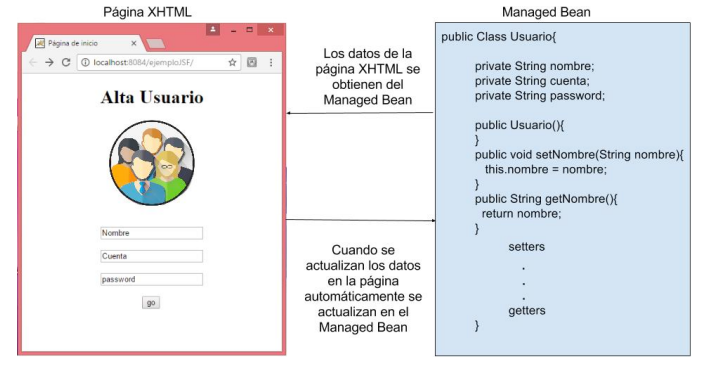 Página XHTML
Página de inicio
localhost:8084/ejemploJSF/
Alta Usuario
Nombre
Cuenta
password
go
Los datos de la
página XHTML se
obtienen del
Managed Bean
Cuando se
actualizan los datos
en la página
automáticamente se
actualizan en el
Managed Bean
Managed Bean
public Class Usuario{
private String nombre;
private String cuenta;
private String password;
public Usuario(){
}
public void setNombre(String nombre){
this.nombre = nombre;
}
public String getNombre(){
return nombre;
}
setters
.
.
.
getters
}